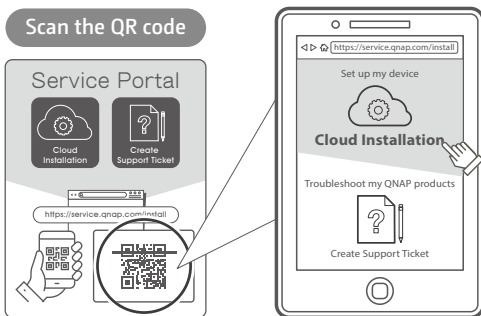 Scan the QR code
Service Portal
Cloud
Installation
Create
Support Ticket
https://service.qnap.com/install
https://service.qnap.com/install
Set up my device
Cloud Installation
Troubleshoot my QNAP products
Create Support Ticket